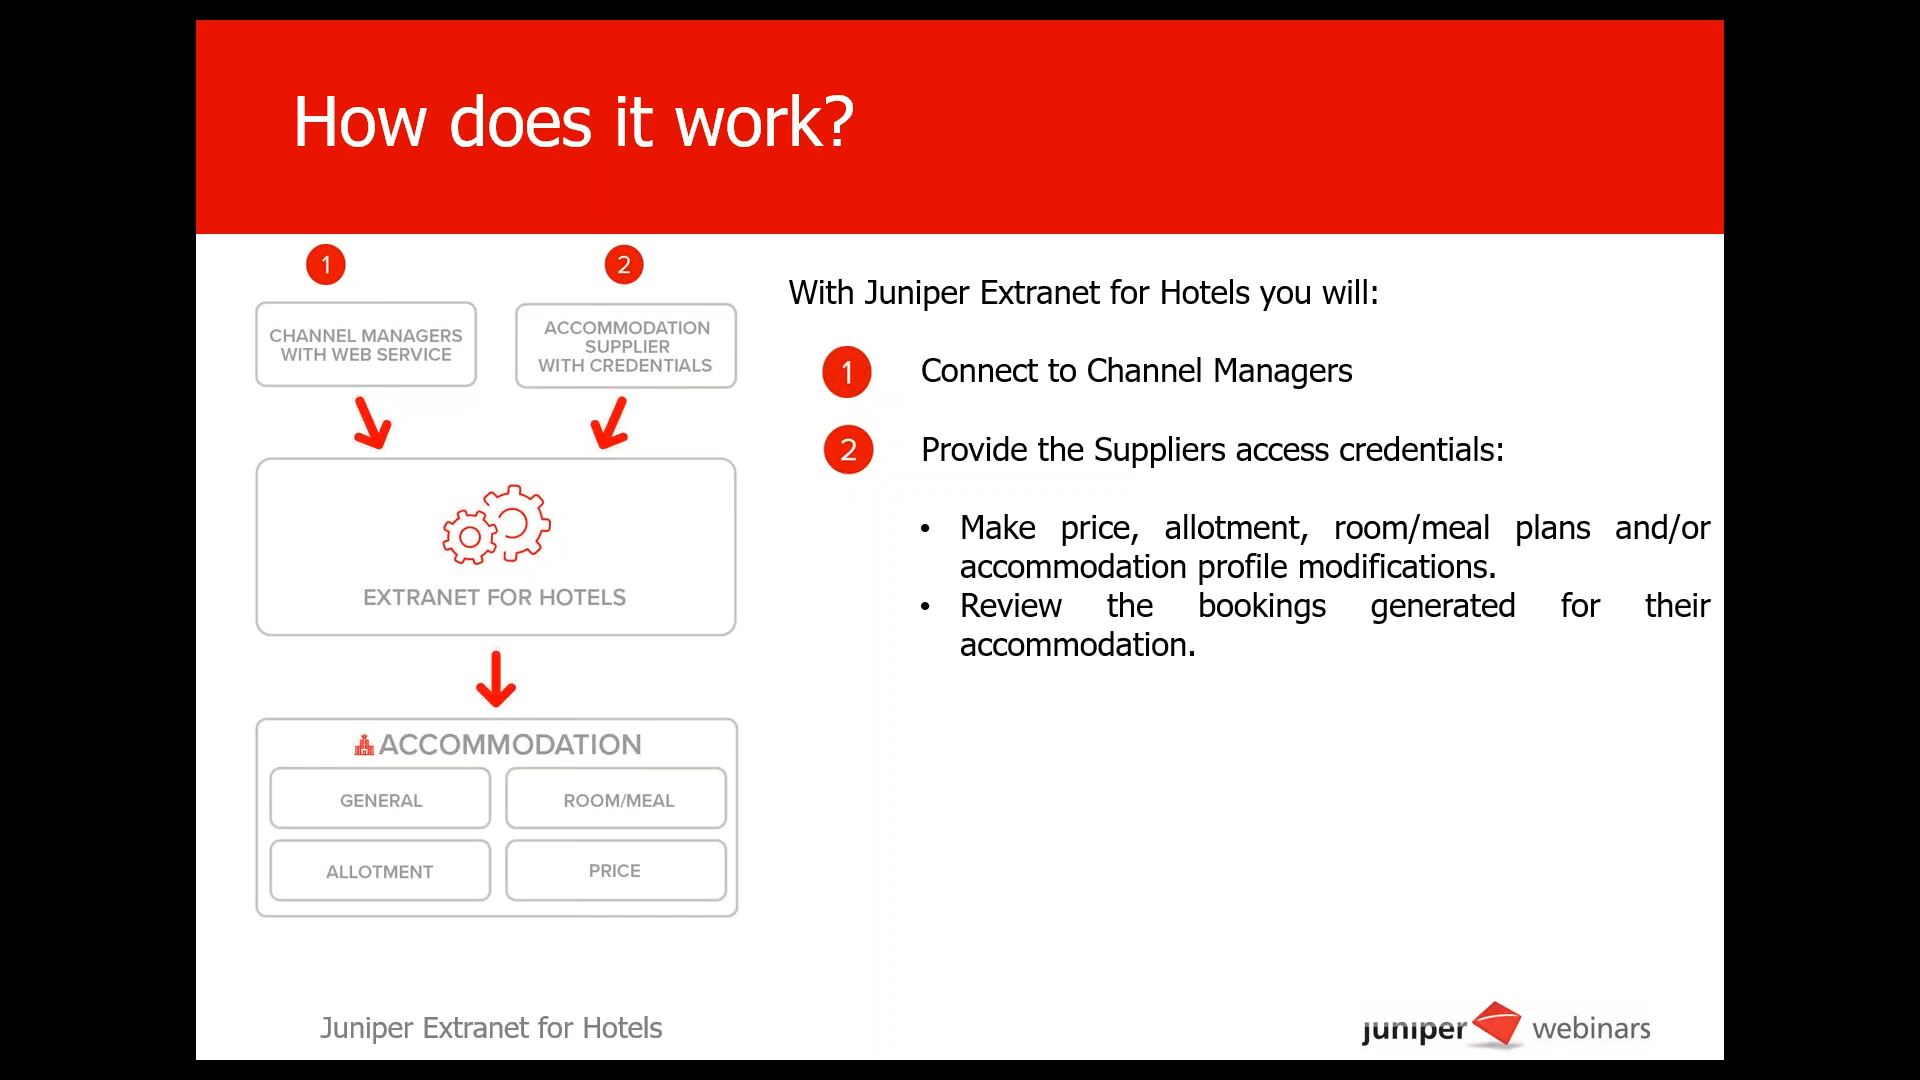 How does it work?
1
2
CHANNEL MANAGERS
WITH WEB SERVICE
ACCOMMODATION
SUPPLIER
WITH CREDENTIALS
EXTRANET FOR HOTELS
ACCOMMODATION
GENERAL
ROOM/MEAL
ALLOTMENT
PRICE
With Juniper Extranet for Hotels you will:
1 Connect to Channel Managers
2 Provide the Suppliers access credentials:
• Make price, allotment, room/meal plans and/or
accommodation profile modifications.
• Review the bookings generated for their
accommodation.
Juniper Extranet for Hotels
juniper webinars